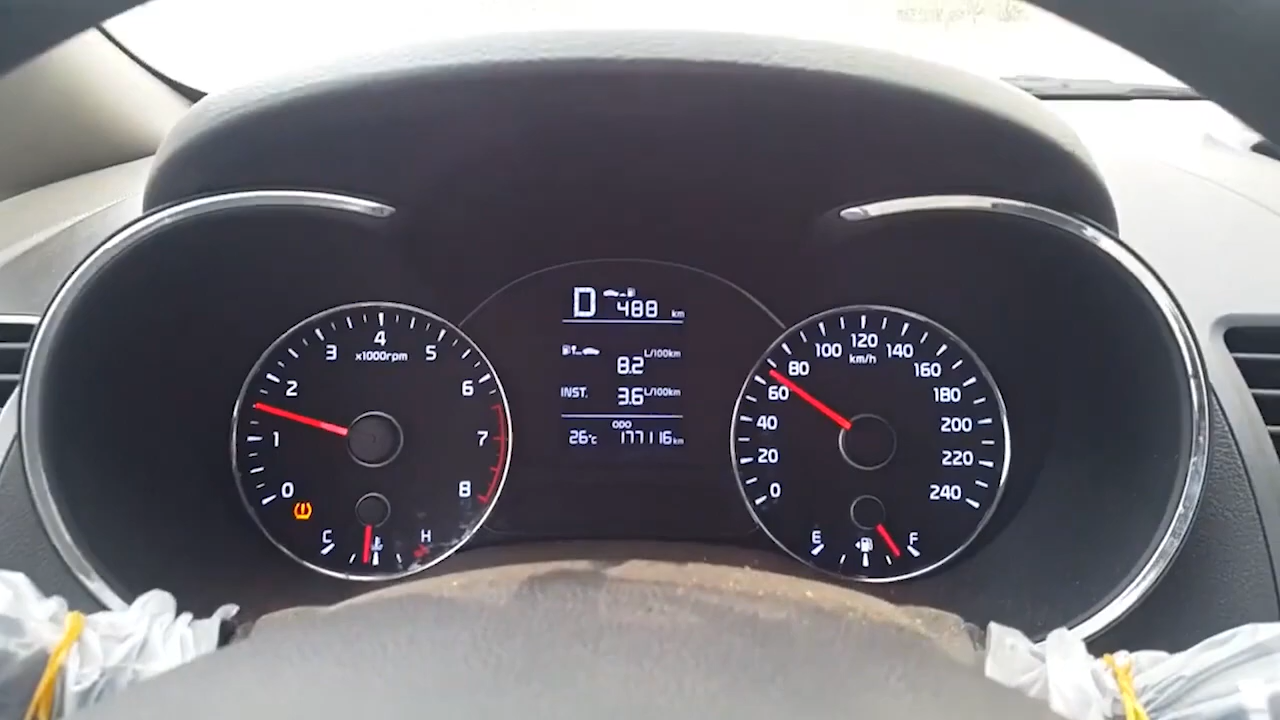 D 488 km
8.2 L/100km
INST. 3.6 L/100km
ODO
26°c 177116 km
0 1 2 3 4 5 6 7 8
x1000rpm
C H
0 20 40 60 80 100 120 140 160 180 200 220 240
km/h
E F